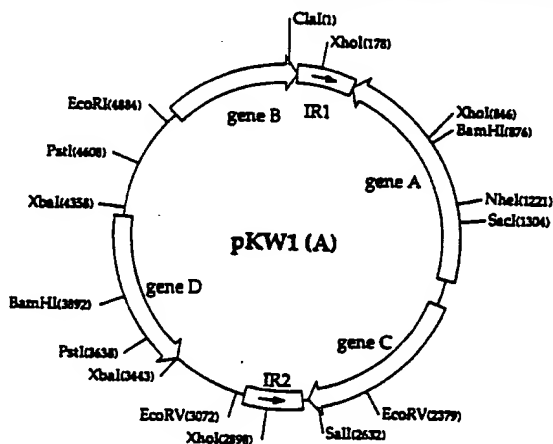 ClaI(1)
XhoI(178)
EcoRI(4884)
gene B
IR1
XhoI(846)
BamHI(876)
PstI(4608)
gene A
XbaI(4358)
NheI(1221)
SacI(1304)
pKW1 (A)
BamHI(3892)
gene D
PstI(3638)
gene C
XbaI(3443)
IR2
EcoRV(3072)
EcoRV(2379)
XhoI(2898)
SalI(2632)